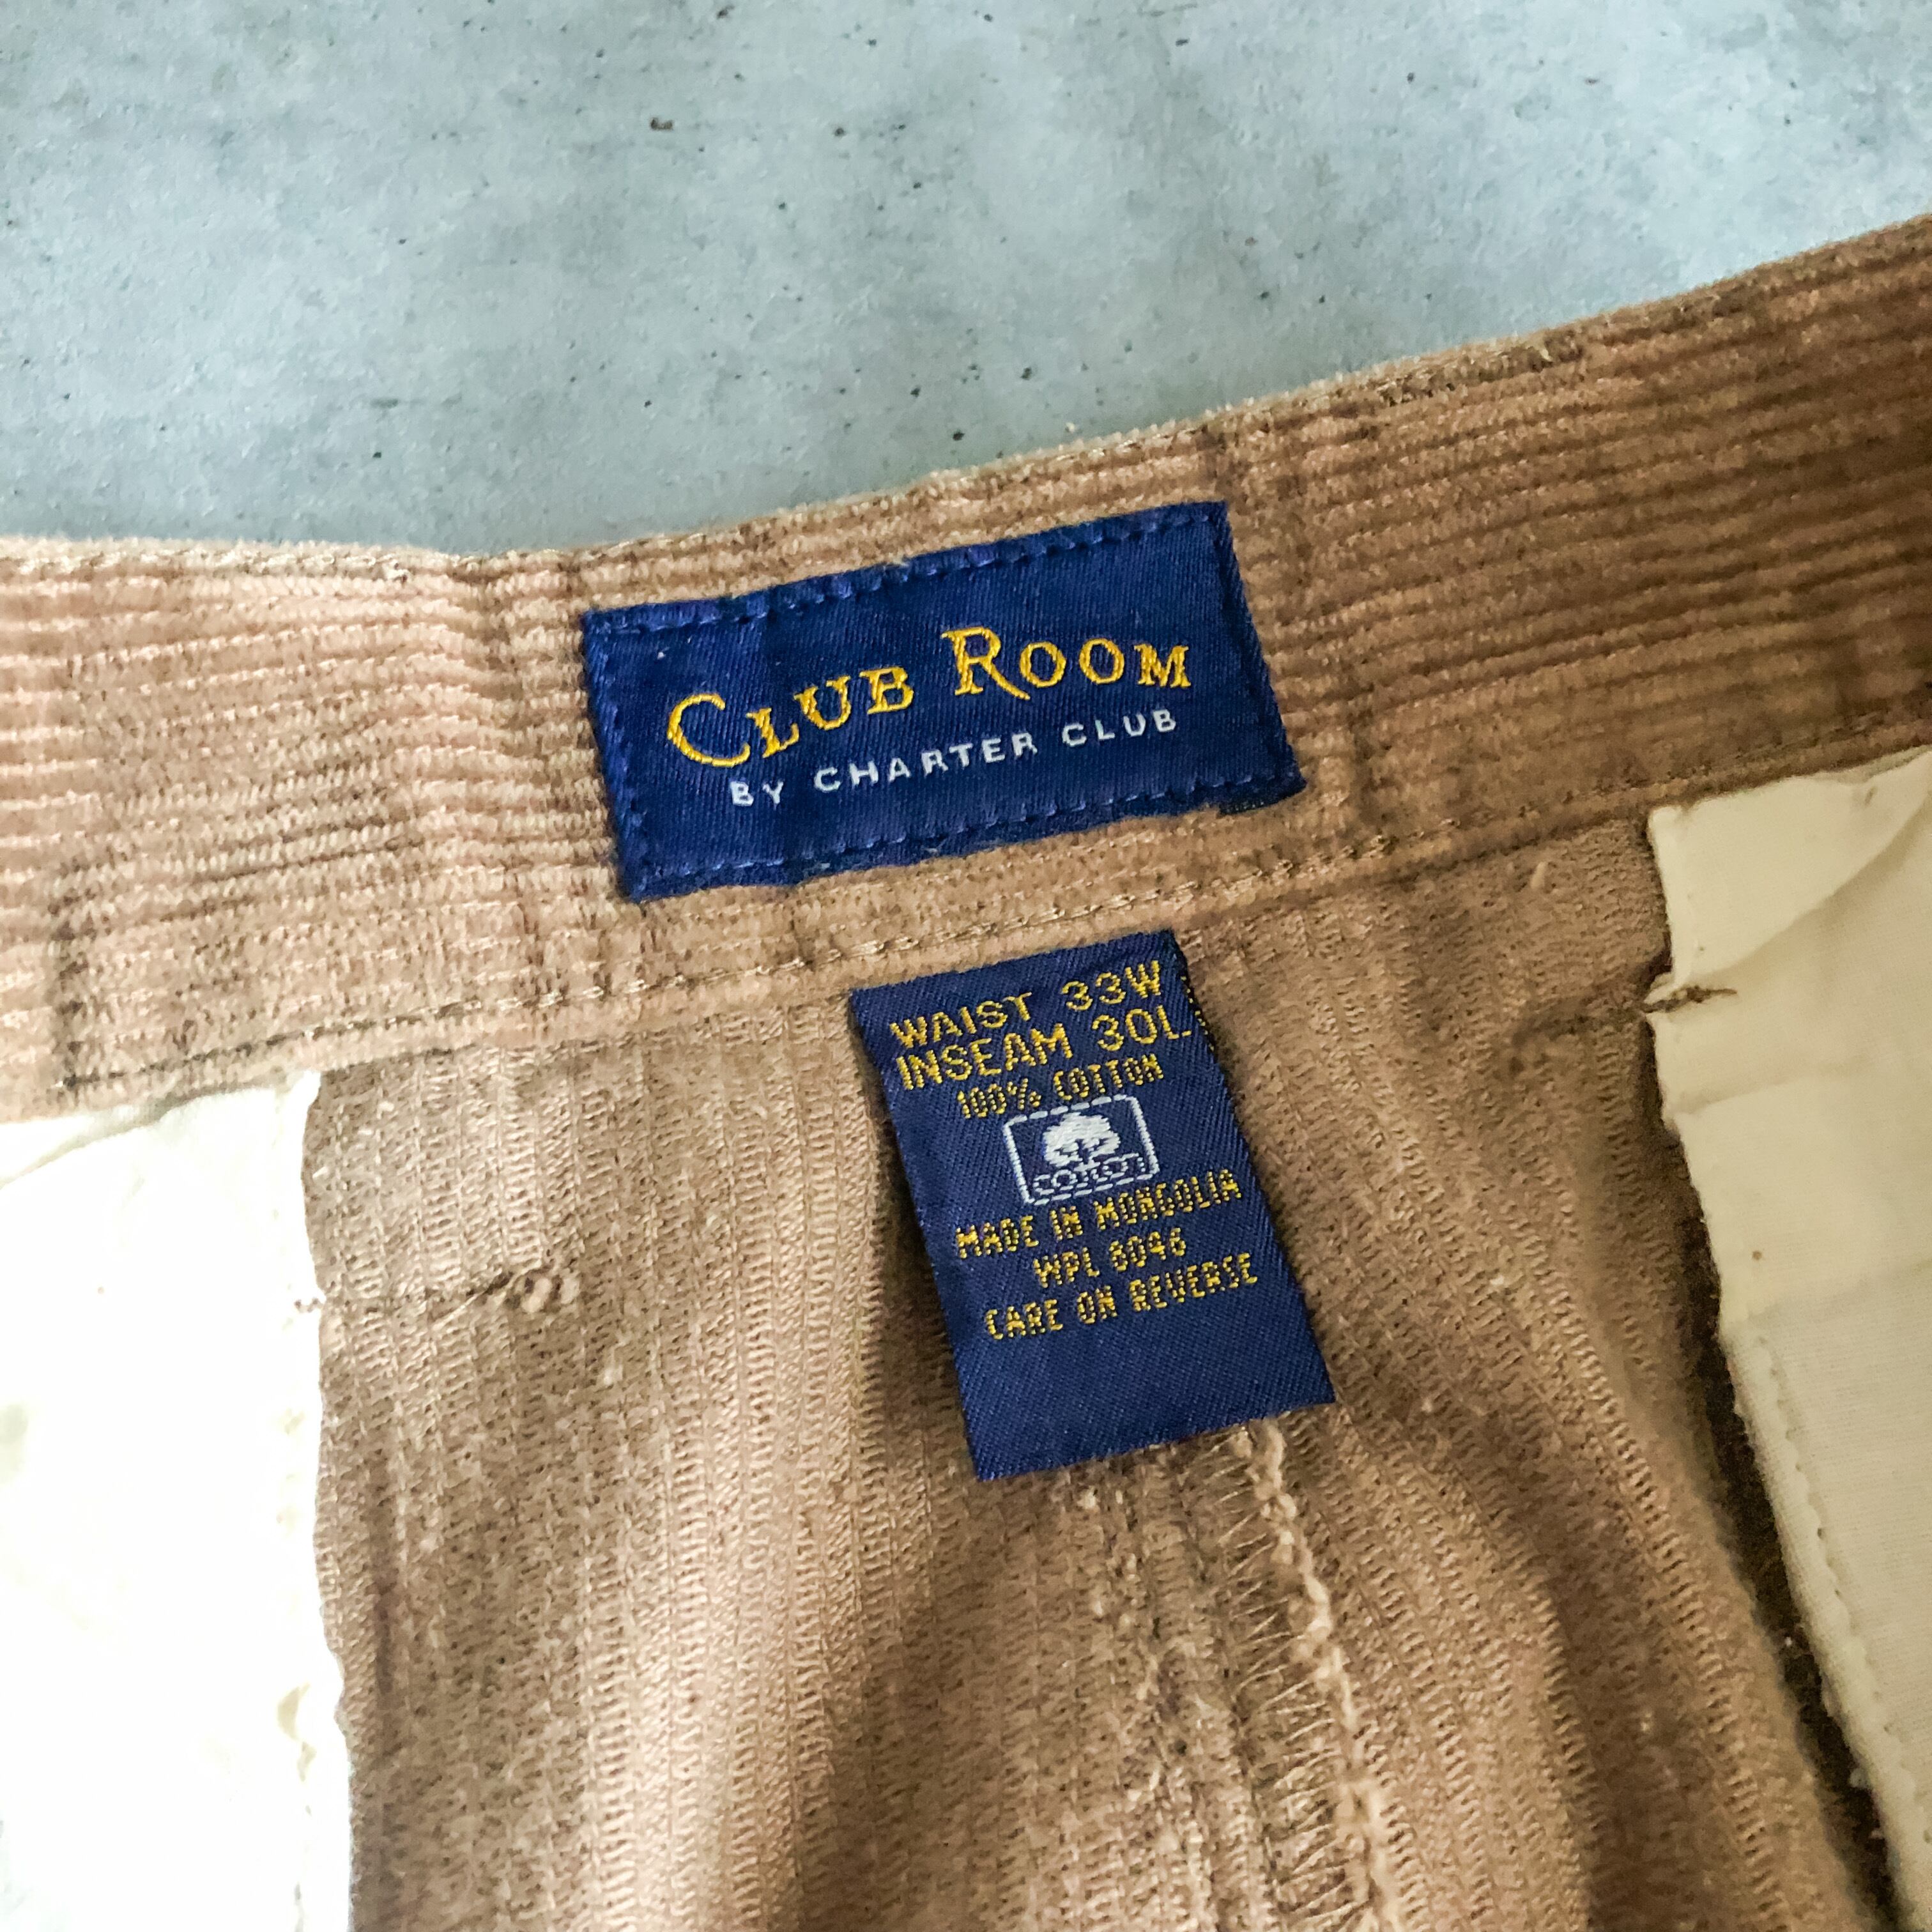 CLUB ROOM
BY CHARTER CLUB
WAIST 33W
INSEAM 30L
100% COTTON
COTTON
MADE IN MONGOLIA
WPL 8046
CARE ON REVERSE